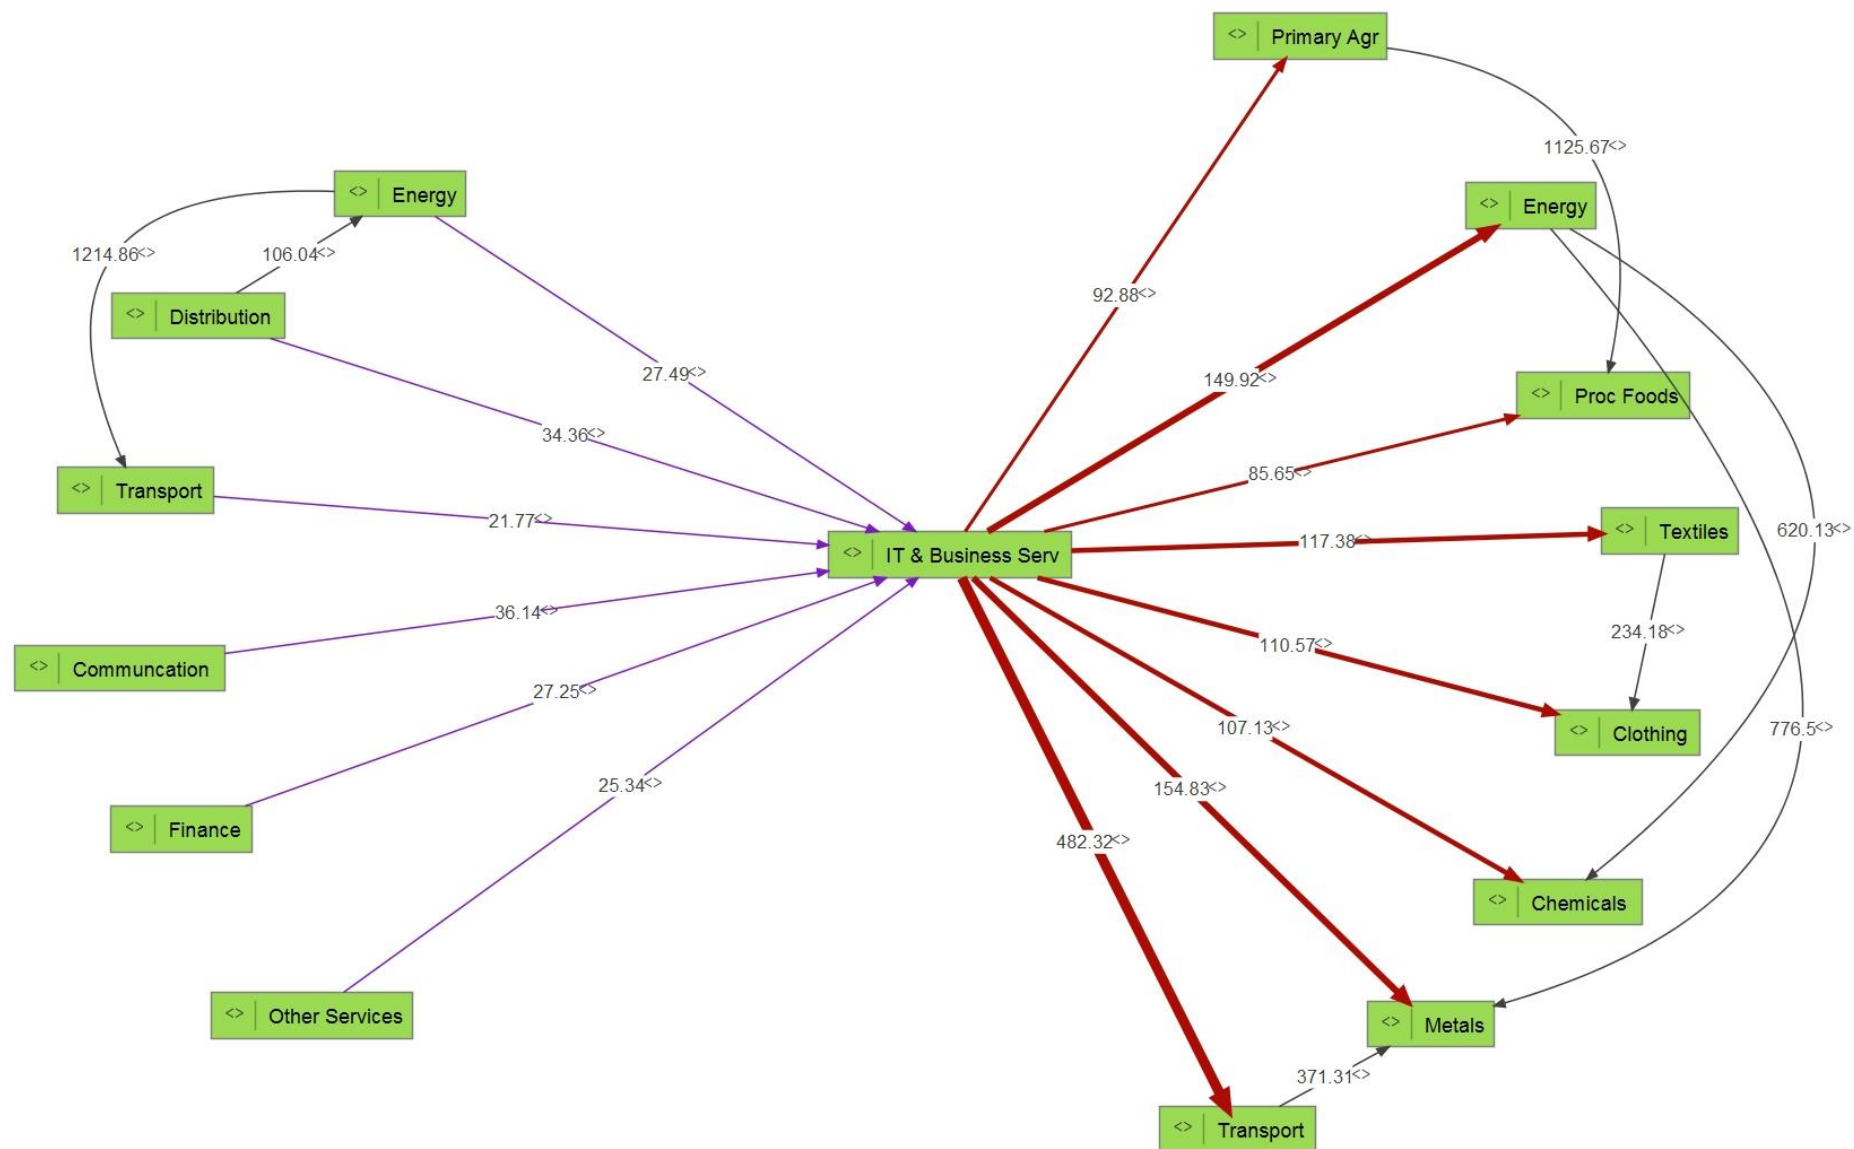 <> Primary Agr
1125.67<>
<> Energy
<> Energy
1214.86<>
106.04<>
92.88<>
<> Distribution
27.49<>
149.92<>
<> Proc Foods
34.36<>
85.65<>
<> Transport
21.77<>
117.38<>
<> Textiles
620.13<>
<> IT & Business Serv
36.14<>
110.57<>
234.18<>
<> Communcation
27.25<>
107.13<>
<> Clothing
776.5<>
25.34<>
154.83<>
<> Finance
482.32<>
<> Chemicals
<> Other Services
<> Metals
371.31<>
<> Transport